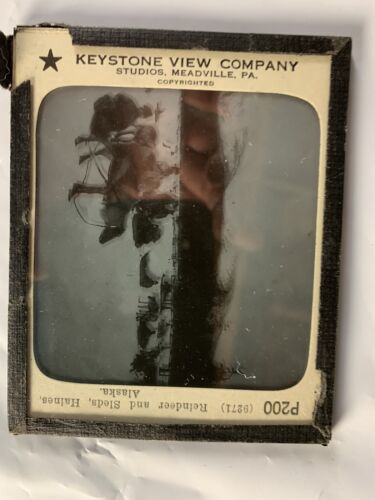 ★ KEYSTONE VIEW COMPANY
STUDIOS, MEADVILLE, PA.
COPYRIGHTED
P200 (9271) Reindeer and Sleds, Haines,
Alaska.